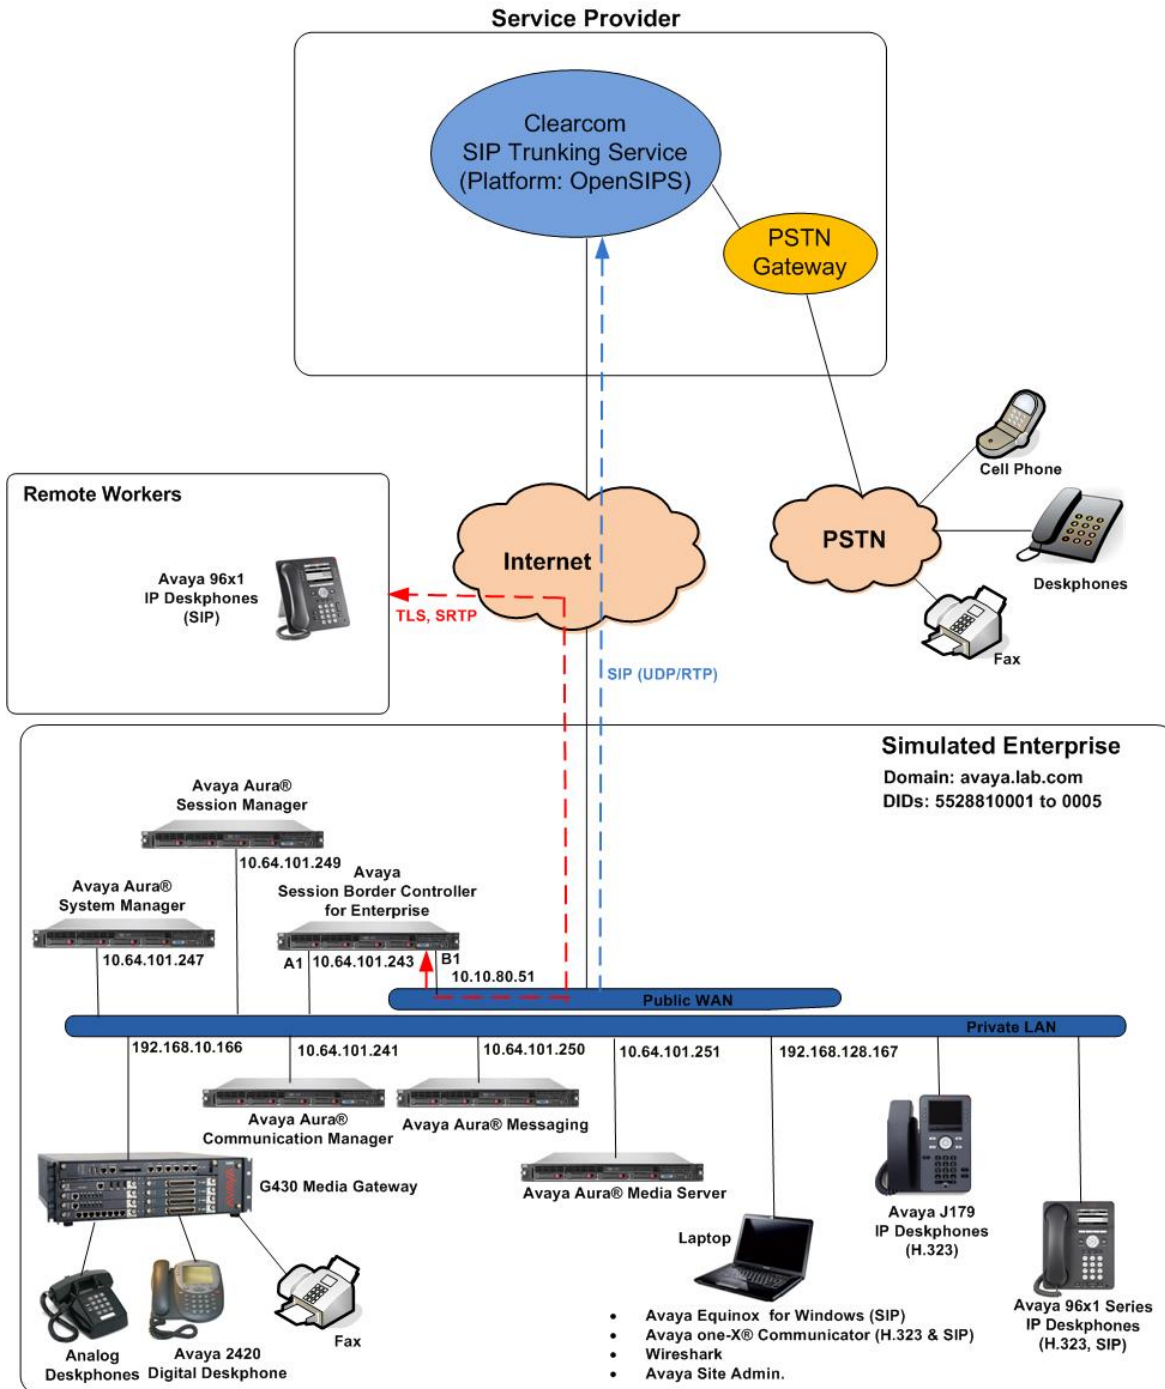 Service Provider
Clearcom
SIP Trunking Service
(Platform: OpenSIPS)
PSTN
Gateway
Cell Phone
Remote Workers
Avaya 96x1
IP Deskphones
(SIP)
TLS, SRTP
Internet
PSTN
Deskphones
Fax
SIP (UDP/RTP)
Simulated Enterprise
Domain: avaya.lab.com
DIDs: 5528810001 to 0005
Avaya Aura®
Session Manager
10.64.101.249
Avaya Aura®
System Manager
10.64.101.247
Avaya
Session Border Controller
for Enterprise
A1
10.64.101.243
B1
10.10.80.51
Public WAN
Private LAN
192.168.10.166
10.64.101.241
10.64.101.250
10.64.101.251
192.168.128.167
Avaya Aura®
Communication Manager
Avaya Aura® Messaging
G430 Media Gateway
Avaya Aura® Media Server
Avaya J179
IP Deskphones
(H.323)
Laptop
Avaya 96x1 Series
IP Deskphones
(H.323, SIP)
Analog
Deskphones
Avaya 2420
Digital Deskphone
Fax
• Avaya Equinox for Windows (SIP)
• Avaya one-X® Communicator (H.323 & SIP)
• Wireshark
• Avaya Site Admin.